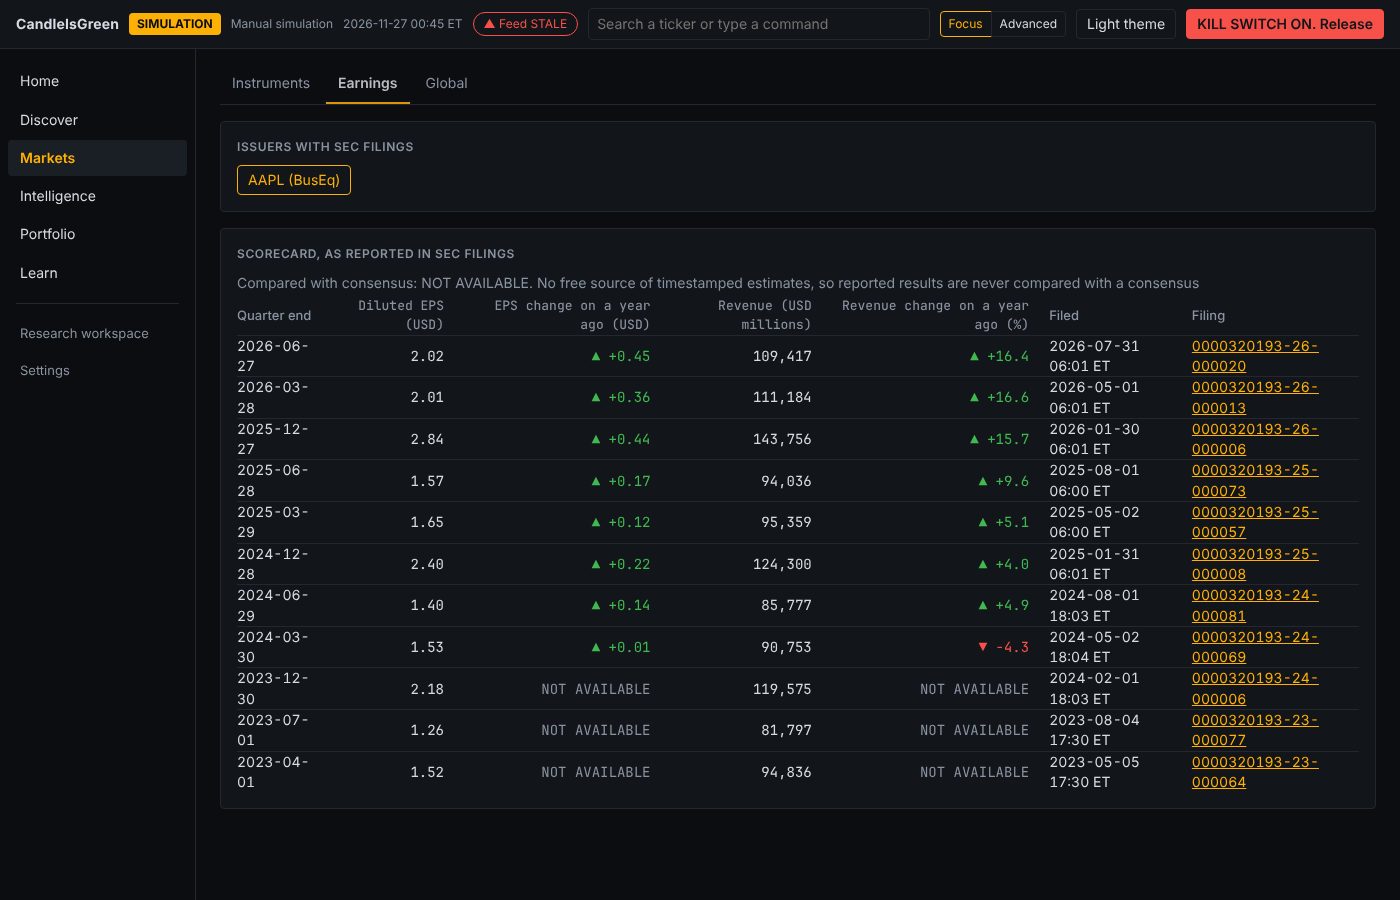 CandleIsGreen SIMULATION Manual simulation 2026-11-27 00:45 ET ▲ Feed STALE Search a ticker or type a command Focus Advanced Light theme KILL SWITCH ON. Release
Home
Discover
Markets
Intelligence
Portfolio
Learn
Research workspace
Settings
Instruments Earnings Global
ISSUERS WITH SEC FILINGS
AAPL (BusEq)
SCORECARD, AS REPORTED IN SEC FILINGS
Compared with consensus: NOT AVAILABLE. No free source of timestamped estimates, so reported results are never compared with a consensus
Quarter end Diluted EPS (USD) EPS change on a year ago (USD) Revenue (USD millions) Revenue change on a year ago (%) Filed Filing
2026-06-27 2.02 ▲ +0.45 109,417 ▲ +16.4 2026-07-31 06:01 ET 0000320193-26-000020
2026-03-28 2.01 ▲ +0.36 111,184 ▲ +16.6 2026-05-01 06:01 ET 0000320193-26-000013
2025-12-27 2.84 ▲ +0.44 143,756 ▲ +15.7 2026-01-30 06:01 ET 0000320193-26-000006
2025-06-28 1.57 ▲ +0.17 94,036 ▲ +9.6 2025-08-01 06:00 ET 0000320193-25-000073
2025-03-29 1.65 ▲ +0.12 95,359 ▲ +5.1 2025-05-02 06:00 ET 0000320193-25-000057
2024-12-28 2.40 ▲ +0.22 124,300 ▲ +4.0 2025-01-31 06:01 ET 0000320193-25-000008
2024-06-29 1.40 ▲ +0.14 85,777 ▲ +4.9 2024-08-01 18:03 ET 0000320193-24-000081
2024-03-30 1.53 ▲ +0.01 90,753 ▼ -4.3 2024-05-02 18:04 ET 0000320193-24-000069
2023-12-30 2.18 NOT AVAILABLE 119,575 NOT AVAILABLE 2024-02-01 18:03 ET 0000320193-24-000006
2023-07-01 1.26 NOT AVAILABLE 81,797 NOT AVAILABLE 2023-08-04 17:30 ET 0000320193-23-000077
2023-04-01 1.52 NOT AVAILABLE 94,836 NOT AVAILABLE 2023-05-05 17:30 ET 0000320193-23-000064